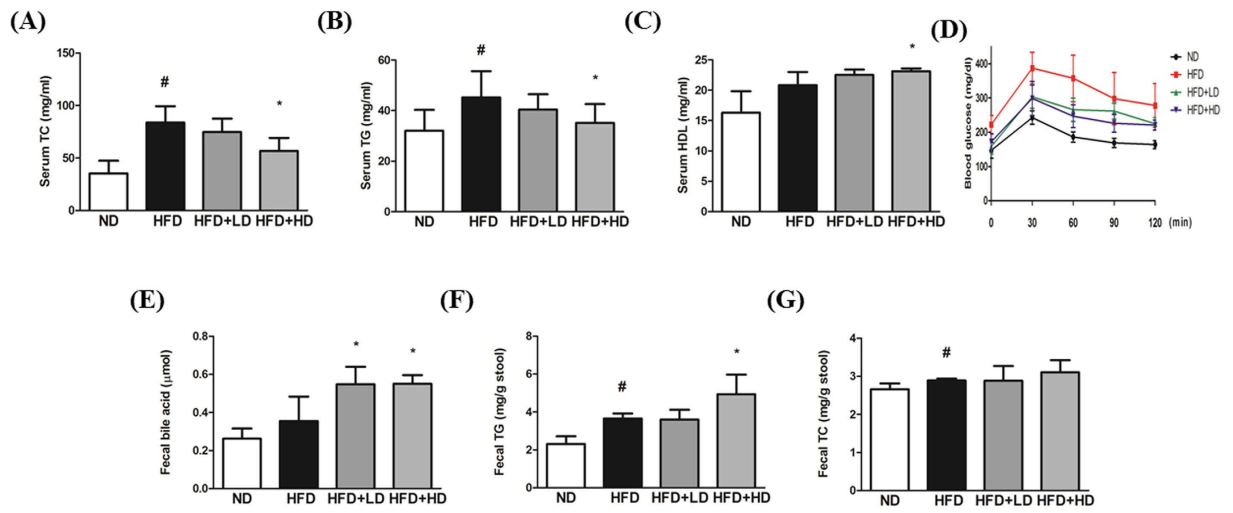 (A)
Serum TC (mg/ml)
150
100
50
0
#
*
ND HFD HFD+LD HFD+HD
(B)
Serum TG (mg/ml)
60
40
20
0
#
*
ND HFD HFD+LD HFD+HD
(C)
Serum HDL (mg/ml)
25
20
15
10
5
0
*
ND HFD HFD+LD HFD+HD
(D)
Blood glucose (mg/dl)
400
300
200
100
0
0 30 60 90 120 (min)
ND
HFD
HFD+LD
HFD+HD
(E)
Fecal bile acid (μmol)
0.8
0.6
0.4
0.2
0.0
* *
ND HFD HFD+LD HFD+HD
(F)
Fecal TG (mg/g stool)
8
6
4
2
0
#
*
ND HFD HFD+LD HFD+HD
(G)
Fecal TC (mg/g stool)
4
3
2
1
0
#
ND HFD HFD+LD HFD+HD